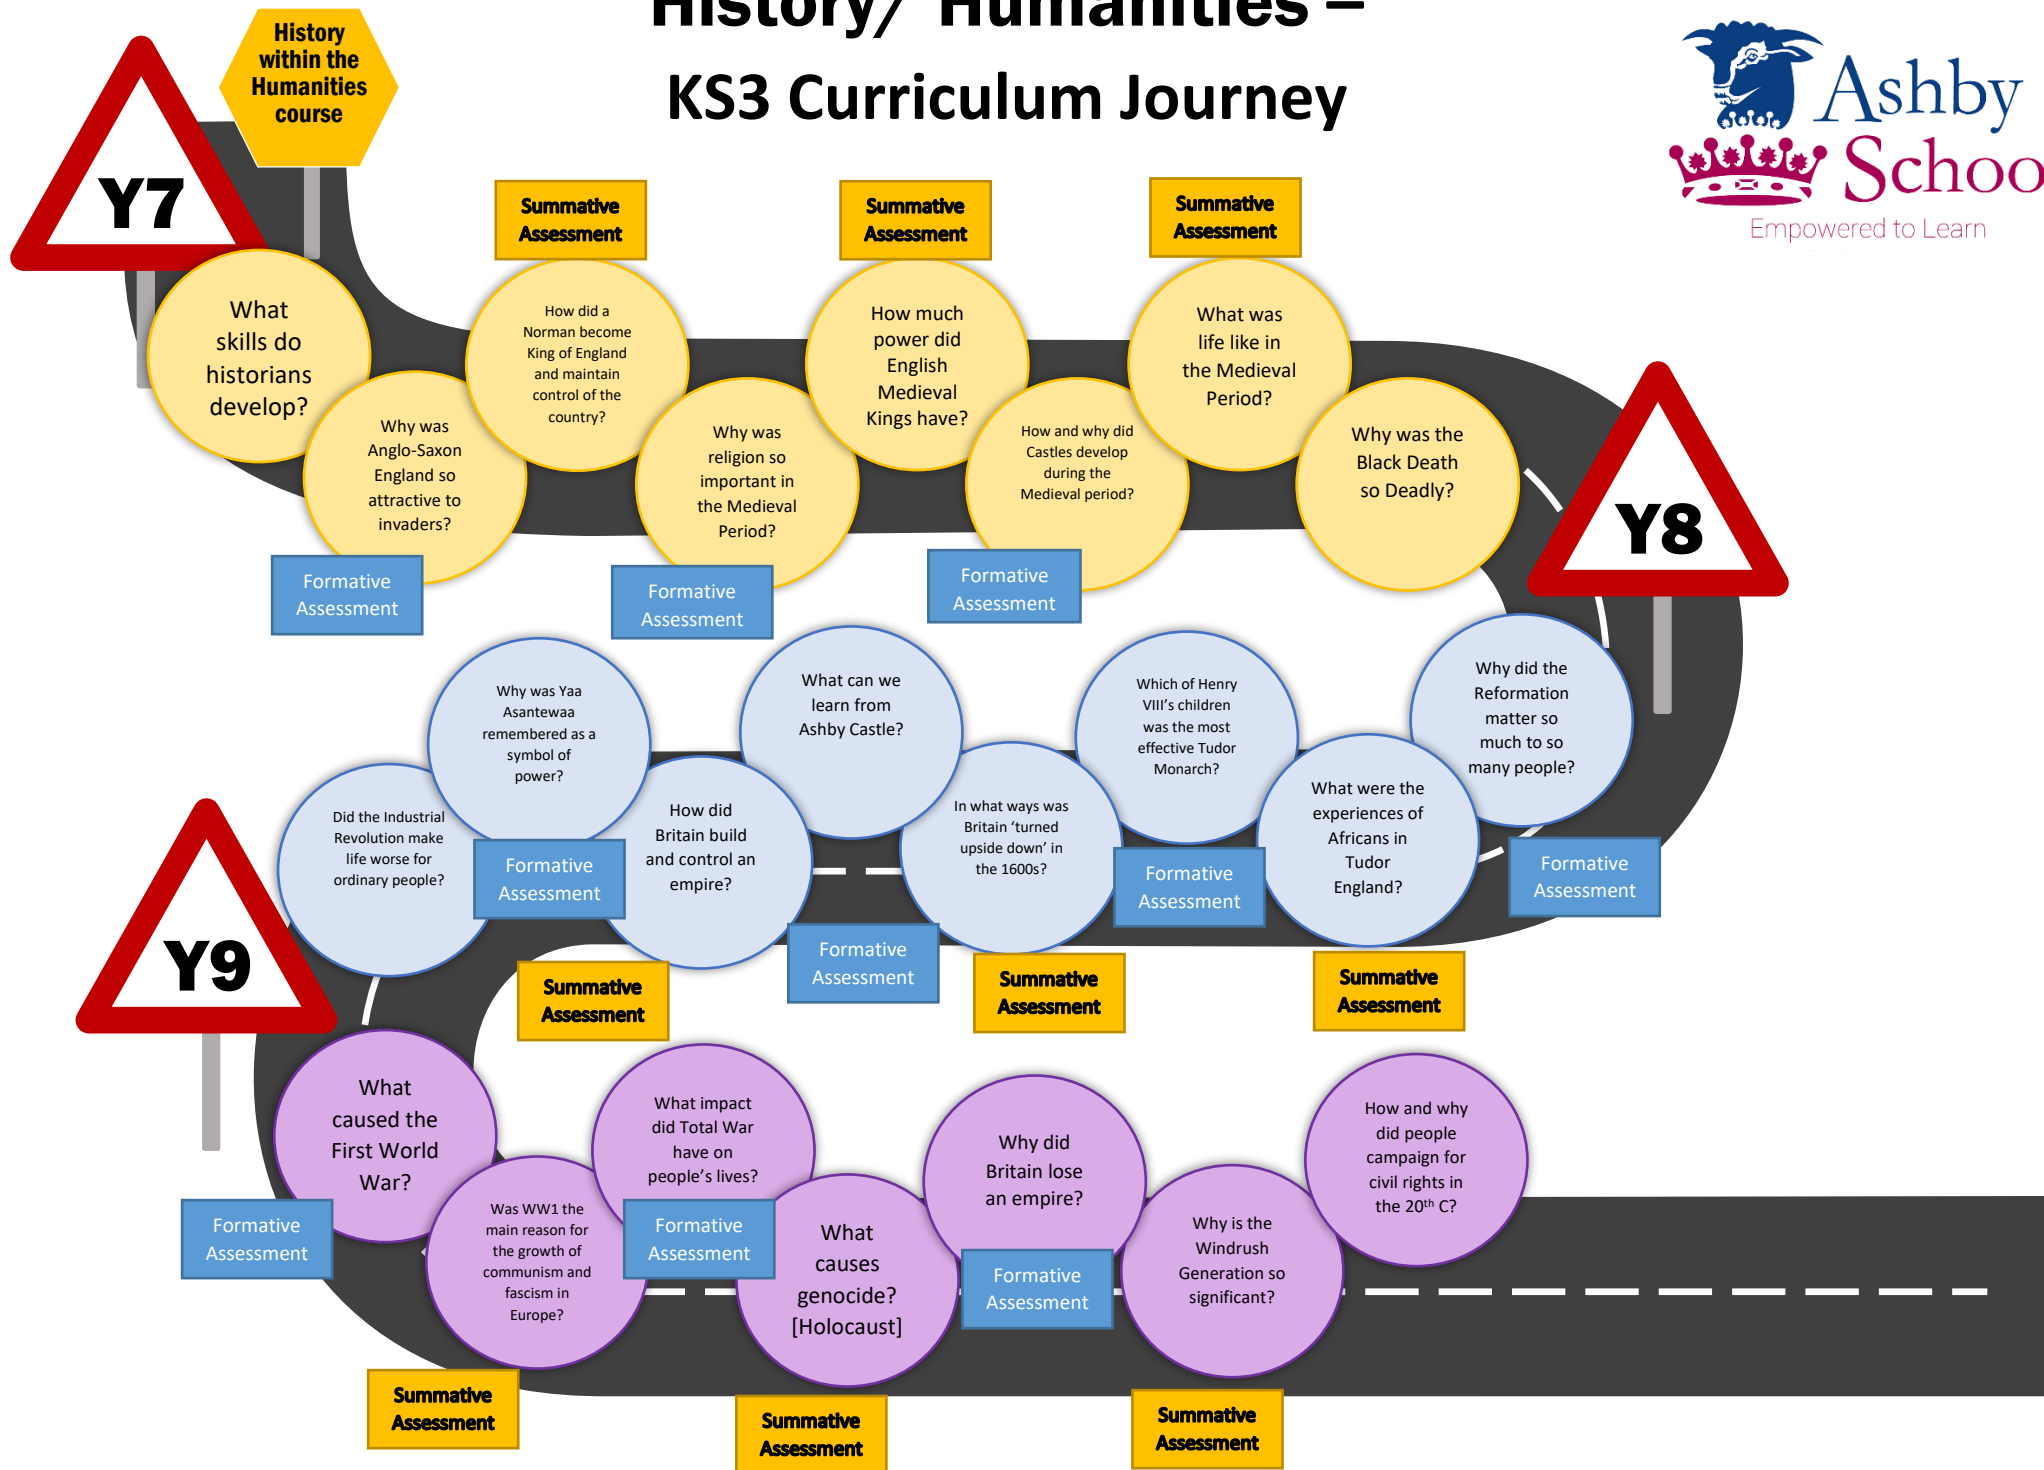 History/ Humanities –
KS3 Curriculum Journey
History
within the
Humanities
course
Ashby
Schoo
Empowered to Learn
Y7
Summative
Assessment
Summative
Assessment
Summative
Assessment
What
skills do
historians
develop?
Why was
Anglo-Saxon
England so
attractive to
invaders?
Formative
Assessment
How did a
Norman become
King of England
and maintain
control of the
country?
Why was
religion so
important in
the Medieval
Period?
Formative
Assessment
How much
power did
English
Medieval
Kings have?
How and why did
Castles develop
during the
Medieval period?
Formative
Assessment
What was
life like in
the Medieval
Period?
Why was the
Black Death
so Deadly?
Y8
Why did the
Reformation
matter so
much to so
many people?
Formative
Assessment
What were the
experiences of
Africans in
Tudor
England?
Summative
Assessment
Which of Henry
VIII’s children
was the most
effective Tudor
Monarch?
Formative
Assessment
In what ways was
Britain ‘turned
upside down’ in
the 1600s?
Summative
Assessment
What can we
learn from
Ashby Castle?
Formative
Assessment
How did
Britain build
and control an
empire?
Summative
Assessment
Why was Yaa
Asantewaa
remembered as a
symbol of
power?
Formative
Assessment
Did the Industrial
Revolution make
life worse for
ordinary people?
Y9
What
caused the
First World
War?
Formative
Assessment
Was WW1 the
main reason for
the growth of
communism and
fascism in
Europe?
Summative
Assessment
What impact
did Total War
have on
people’s lives?
Formative
Assessment
What
causes
genocide?
[Holocaust]
Summative
Assessment
Why did
Britain lose
an empire?
Formative
Assessment
Why is the
Windrush
Generation so
significant?
Summative
Assessment
How and why
did people
campaign for
civil rights in
the 20th C?